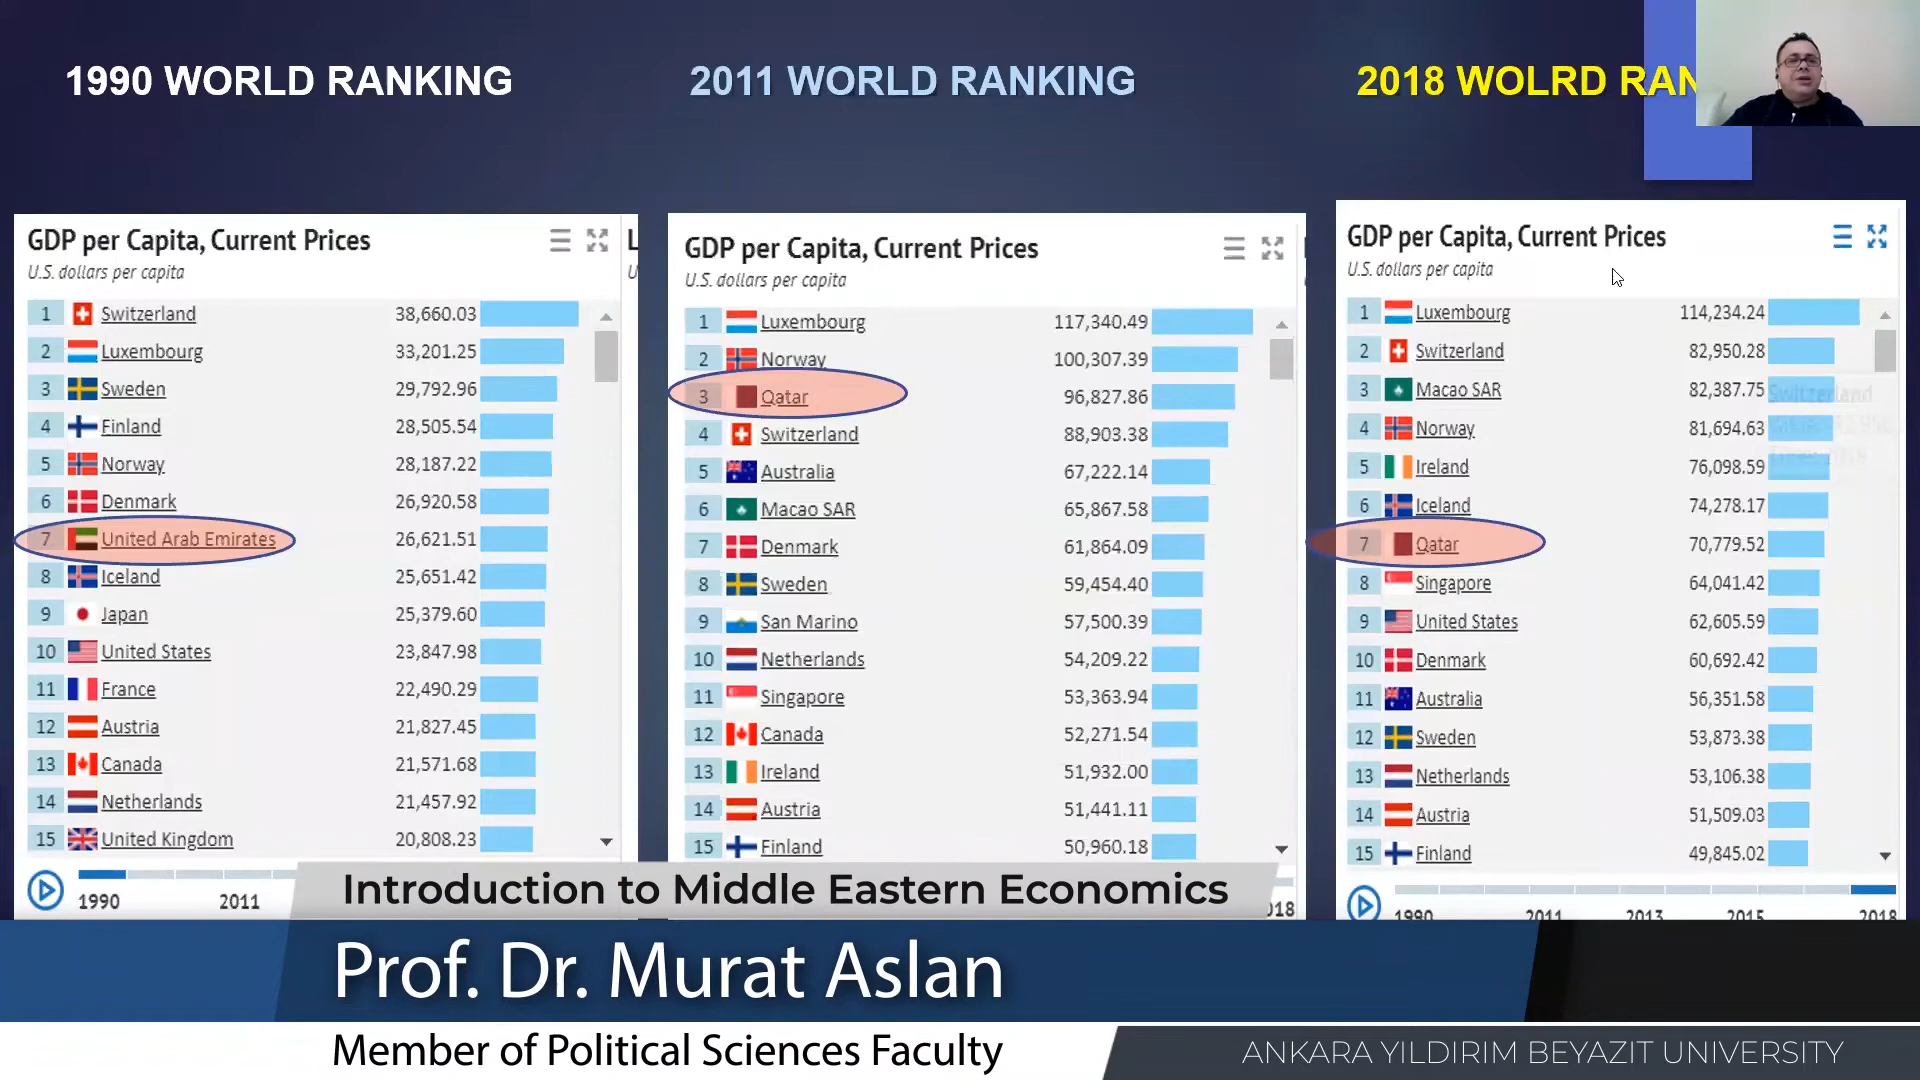 1990 WORLD RANKING
2011 WORLD RANKING
2018 WOLRD RAN
GDP per Capita, Current Prices
U.S. dollars per capita
1 Switzerland 38,660.03
2 Luxembourg 33,201.25
3 Sweden 29,792.96
4 Finland 28,505.54
5 Norway 28,187.22
6 Denmark 26,920.58
7 United Arab Emirates 26,621.51
8 Iceland 25,651.42
9 Japan 25,379.60
10 United States 23,847.98
11 France 22,490.29
12 Austria 21,827.45
13 Canada 21,571.68
14 Netherlands 21,457.92
15 United Kingdom 20,808.23
1990 2011
L
U
GDP per Capita, Current Prices
U.S. dollars per capita
1 Luxembourg 117,340.49
2 Norway 100,307.39
3 Qatar 96,827.86
4 Switzerland 88,903.38
5 Australia 67,222.14
6 Macao SAR 65,867.58
7 Denmark 61,864.09
8 Sweden 59,454.40
9 San Marino 57,500.39
10 Netherlands 54,209.22
11 Singapore 53,363.94
12 Canada 52,271.54
13 Ireland 51,932.00
14 Austria 51,441.11
15 Finland 50,960.18
018
GDP per Capita, Current Prices
U.S. dollars per capita
1 Luxembourg 114,234.24
2 Switzerland 82,950.28
3 Macao SAR 82,387.75
4 Norway 81,694.63
5 Ireland 76,098.59
6 Iceland 74,278.17
7 Qatar 70,779.52
8 Singapore 64,041.42
9 United States 62,605.59
10 Denmark 60,692.42
11 Australia 56,351.58
12 Sweden 53,873.38
13 Netherlands 53,106.38
14 Austria 51,509.03
15 Finland 49,845.02
Switzerland
1990 2011 2013 2015 2018
Introduction to Middle Eastern Economics
Prof. Dr. Murat Aslan
Member of Political Sciences Faculty
ANKARA YILDIRIM BEYAZIT UNIVERSITY